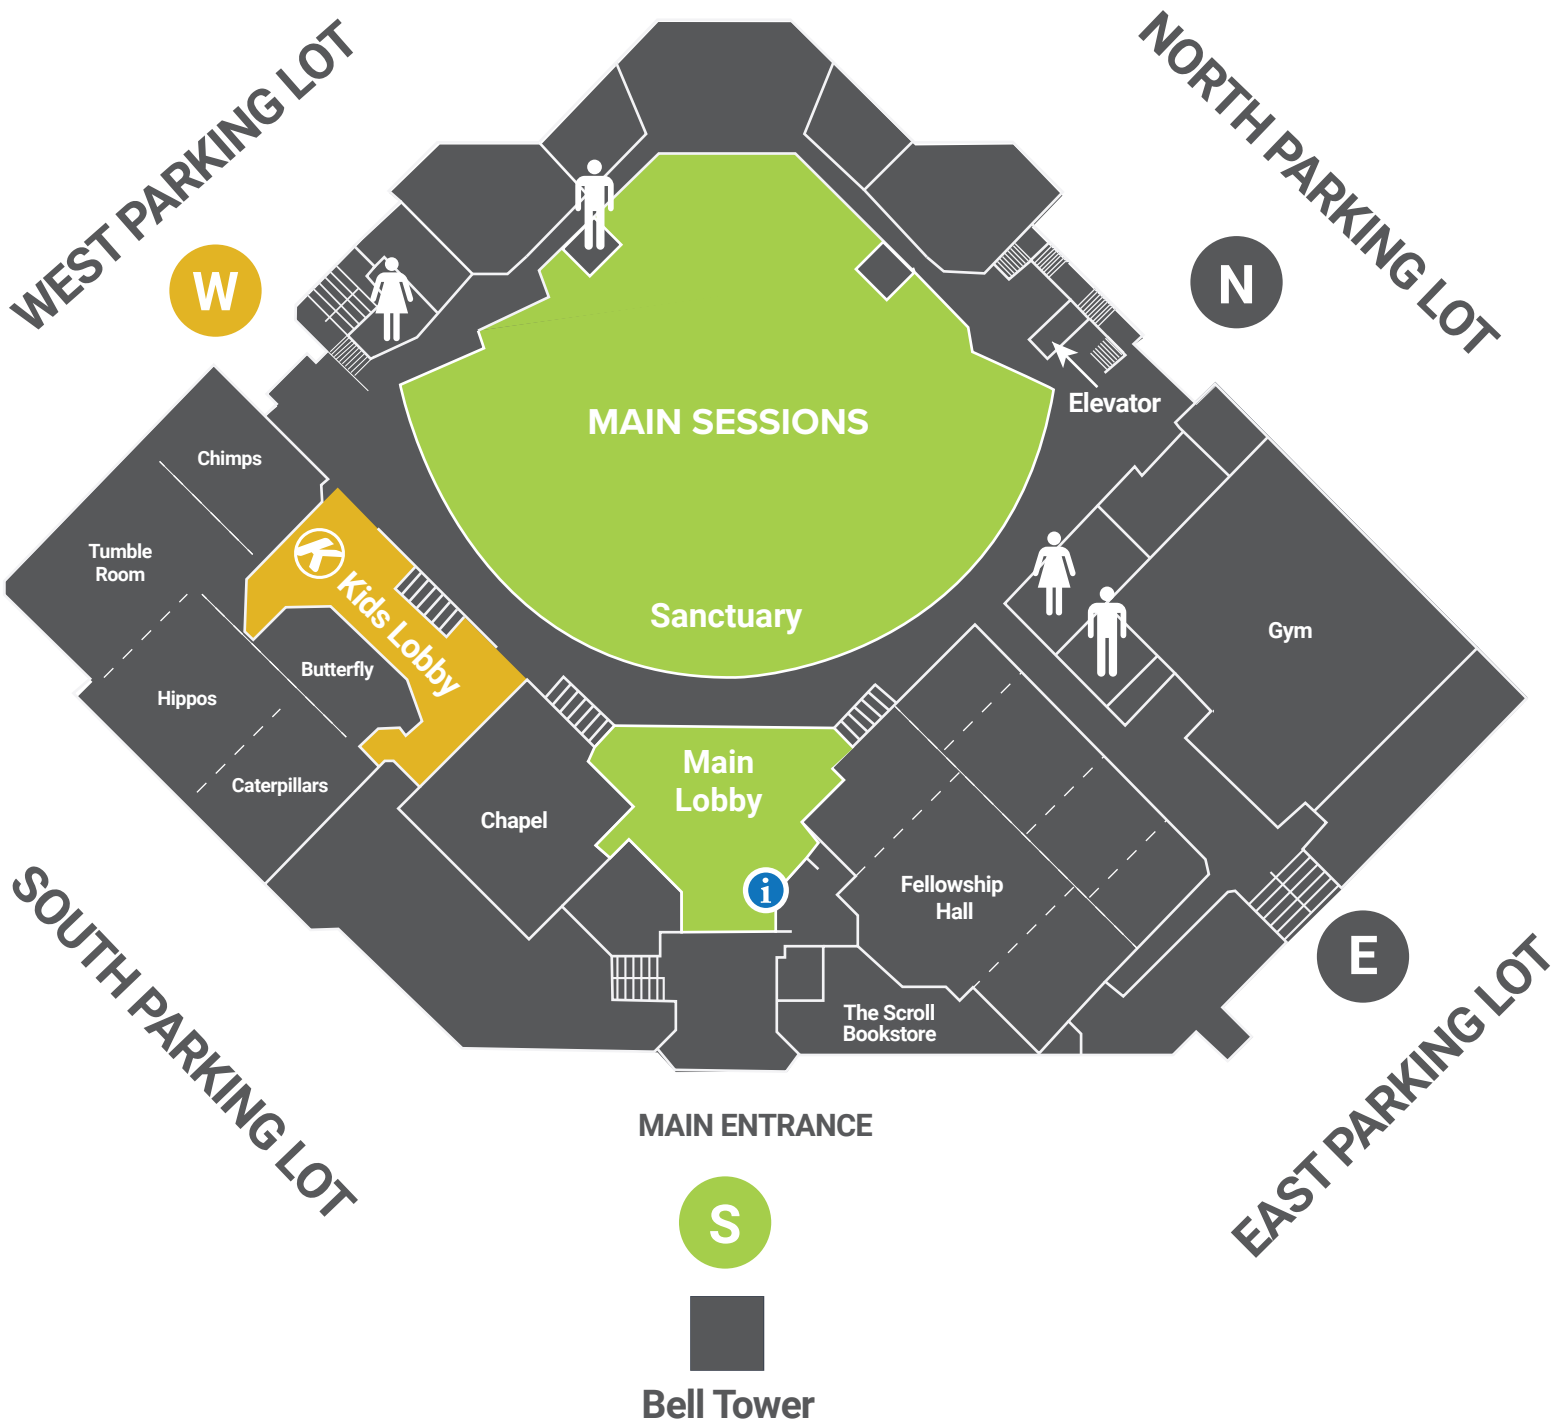 WEST PARKING LOT
NORTH PARKING LOT
W
N
MAIN SESSIONS
Elevator
Chimps
Tumble
Room
K
Kids Lobby
Sanctuary
Gym
Butterfly
Hippos
Caterpillars
Main
Lobby
Chapel
i
Fellowship
Hall
The Scroll
Bookstore
E
SOUTH PARKING LOT
EAST PARKING LOT
MAIN ENTRANCE
S
Bell Tower